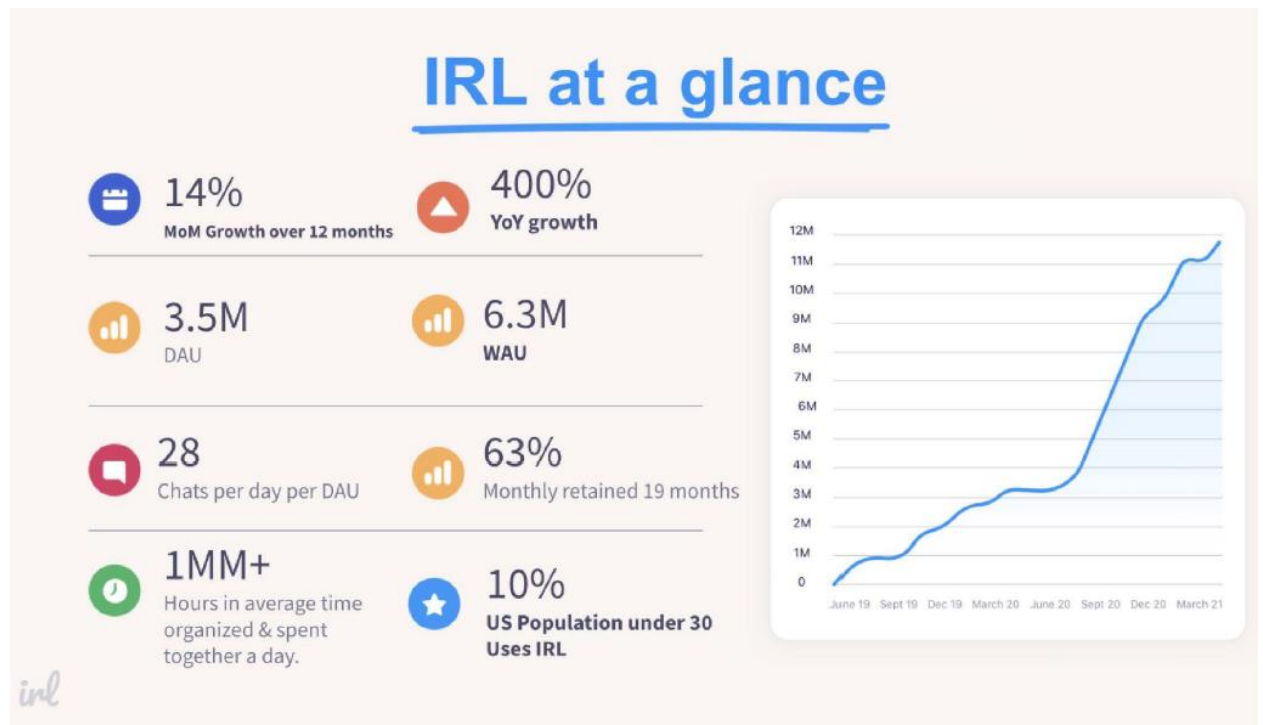 IRL at a glance
14%
MoM Growth over 12 months
400%
YoY growth
3.5M
DAU
6.3M
WAU
28
Chats per day per DAU
63%
Monthly retained 19 months
1MM+
Hours in average time
organized & spent
together a day.
10%
US Population under 30
Uses IRL
12M
11M
10M
9M
8M
7M
6M
5M
4M
3M
2M
1M
0
June 19 Sept 19 Dec 19 March 20 June 20 Sept 20 Dec 20 March 21
irl